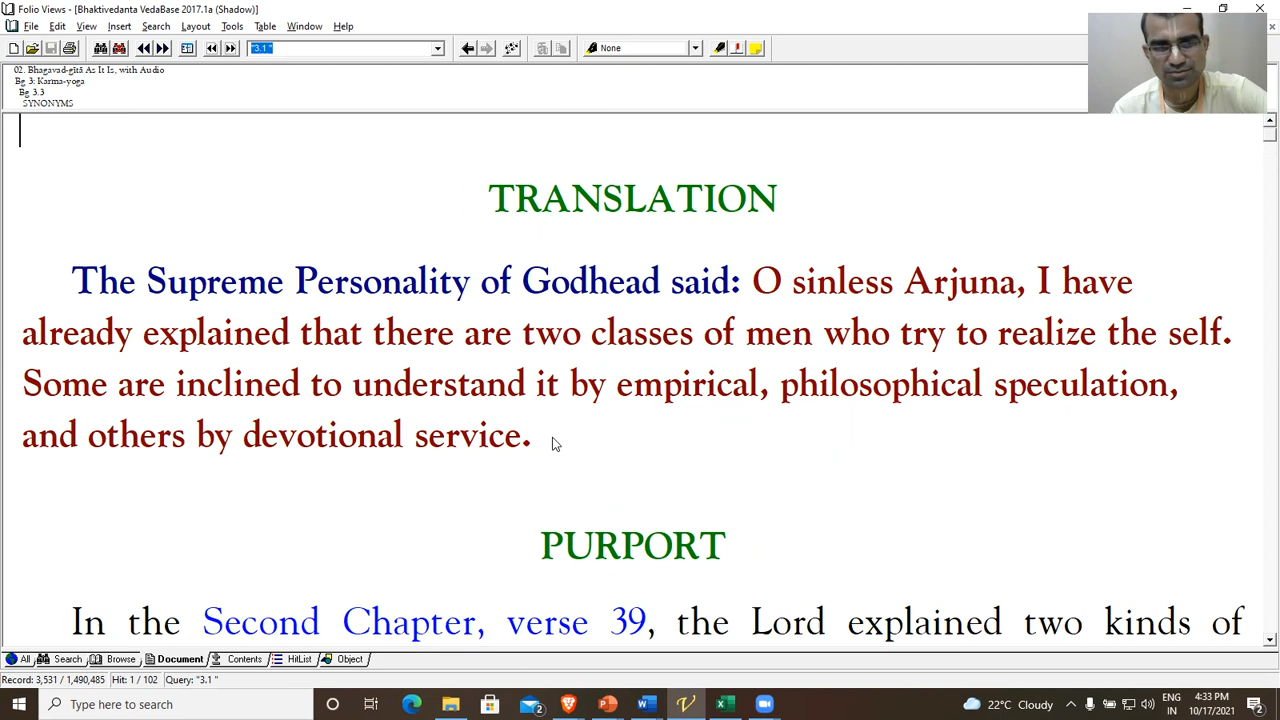 Folio Views - [Bhaktivedanta VedaBase 2017.1a (Shadow)]
File Edit View Insert Search Layout Tools Table Window Help
"3.1 "
None
02. Bhagavad-gītā As It Is, with Audio
Bg 3: Karma-yoga
Bg 3.3
SYNONYMS
TRANSLATION
The Supreme Personality of Godhead said: O sinless Arjuna, I have
already explained that there are two classes of men who try to realize the self.
Some are inclined to understand it by empirical, philosophical speculation,
and others by devotional service.
PURPORT
In the Second Chapter, verse 39, the Lord explained two kinds of
All Search Browse Document Contents HitList Object
Record: 3,531 / 1,490,485 Hit: 1 / 102 Query: "3.1 "
Type here to search
2
22°C Cloudy
ENG
IN
4:33 PM
10/17/2021
2